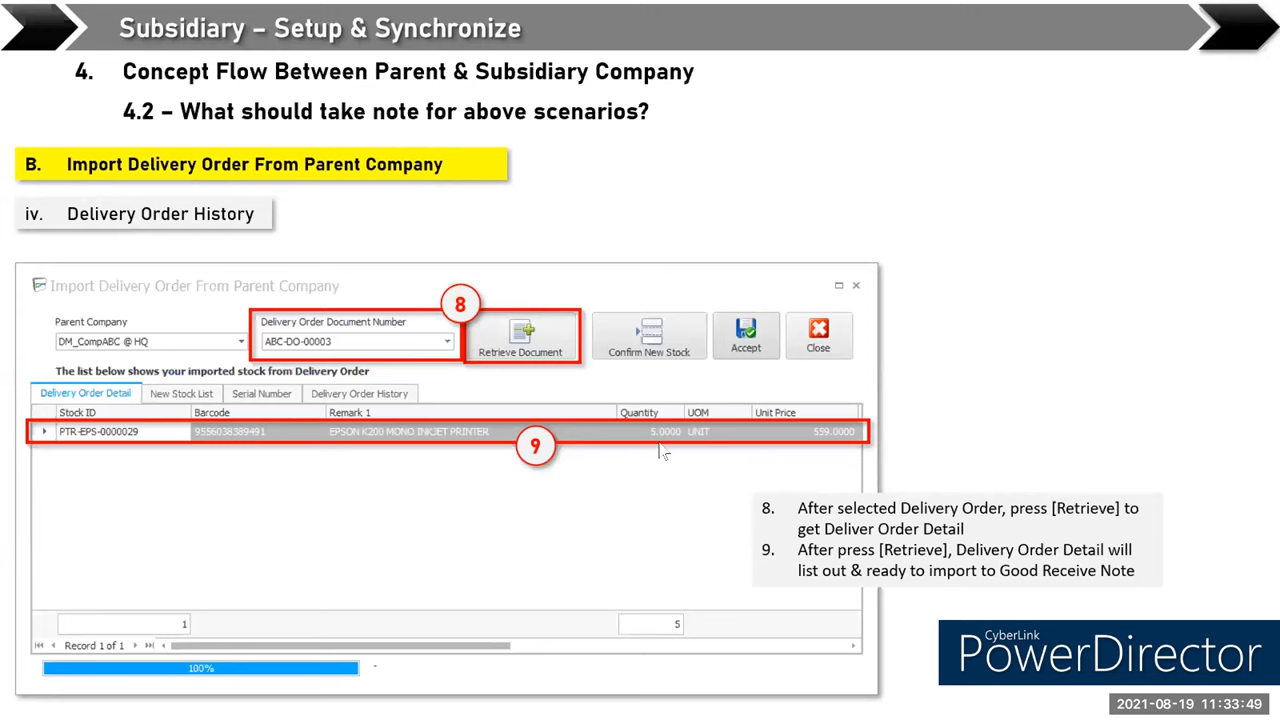 Subsidiary – Setup & Synchronize
4. Concept Flow Between Parent & Subsidiary Company
4.2 – What should take note for above scenarios?
B. Import Delivery Order From Parent Company
iv. Delivery Order History
Import Delivery Order From Parent Company
8
Parent Company
Delivery Order Document Number
DM_CompABC @ HQ
ABC-DO-00003
Retrieve Document
Confirm New Stock
Accept
Close
The list below shows your imported stock from Delivery Order
Delivery Order Detail
New Stock List
Serial Number
Delivery Order History
Stock ID Barcode Remark 1 Quantity UOM Unit Price
PTR-EPS-0000029 9556038389491 EPSON K200 MONO INKJET PRINTER 5.0000 UNIT 559.0000
9
8. After selected Delivery Order, press [Retrieve] to
get Deliver Order Detail
9. After press [Retrieve], Delivery Order Detail will
list out & ready to import to Good Receive Note
1 5
Record 1 of 1
100% -
CyberLink
PowerDirector
2021-08-19 11:33:49